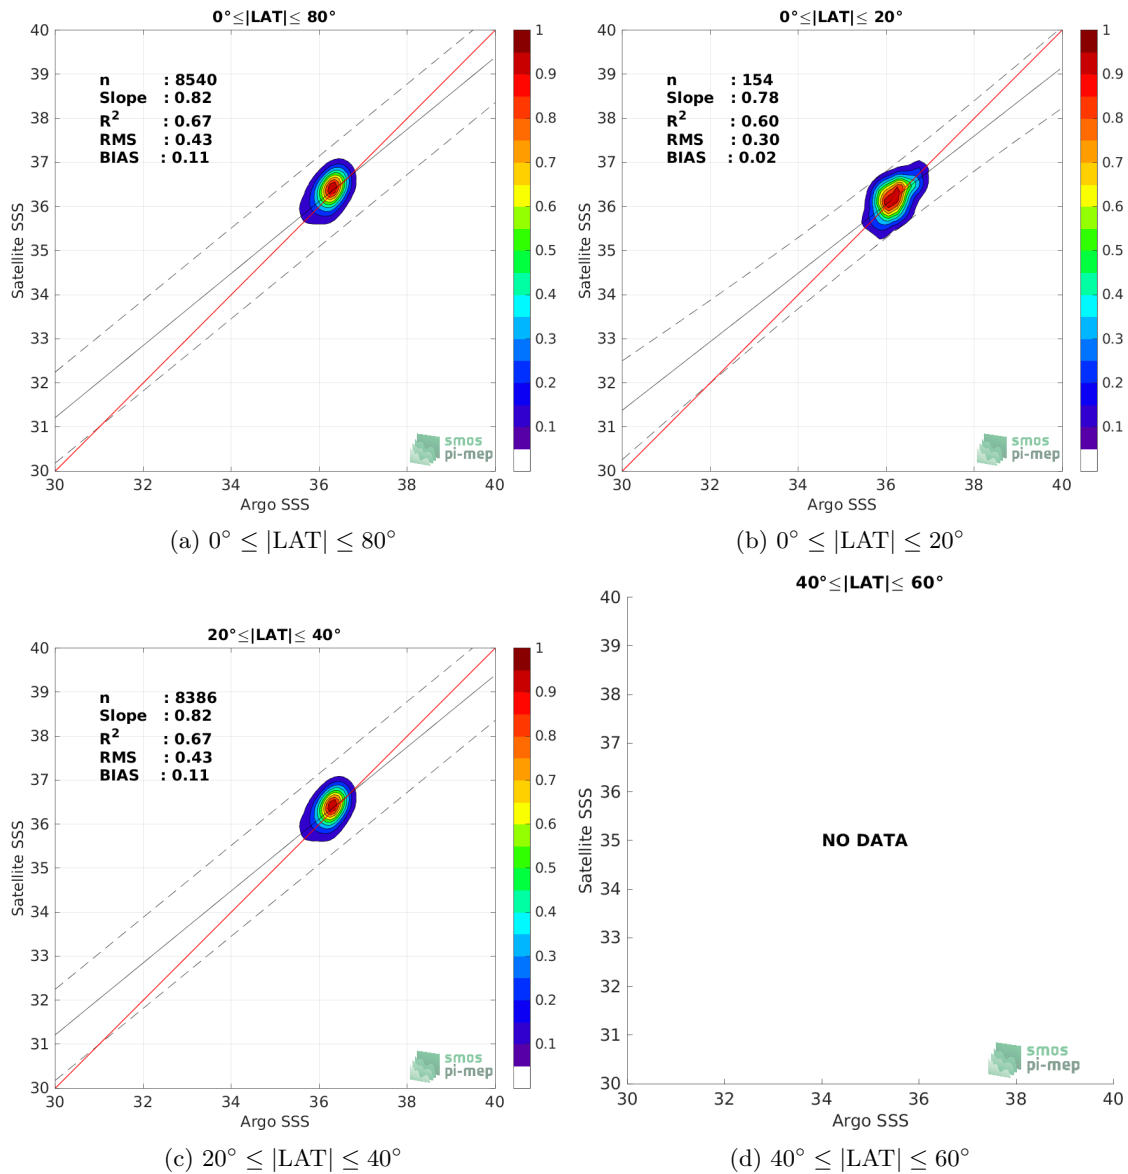 0°≤|LAT|≤ 80°
40
39
38
37
36
35
34
33
32
31
30
Satellite SSS
n : 8540
Slope : 0.82
R² : 0.67
RMS : 0.43
BIAS : 0.11
1
0.9
0.8
0.7
0.6
0.5
0.4
0.3
0.2
0.1
smos
pi-mep
30 32 34 36 38 40
Argo SSS
(a) 0° ≤ |LAT| ≤ 80°
0°≤|LAT|≤ 20°
40
39
38
37
36
35
34
33
32
31
30
Satellite SSS
n : 154
Slope : 0.78
R² : 0.60
RMS : 0.30
BIAS : 0.02
1
0.9
0.8
0.7
0.6
0.5
0.4
0.3
0.2
0.1
smos
pi-mep
30 32 34 36 38 40
Argo SSS
(b) 0° ≤ |LAT| ≤ 20°
20°≤|LAT|≤ 40°
40
39
38
37
36
35
34
33
32
31
30
Satellite SSS
n : 8386
Slope : 0.82
R² : 0.67
RMS : 0.43
BIAS : 0.11
1
0.9
0.8
0.7
0.6
0.5
0.4
0.3
0.2
0.1
smos
pi-mep
30 32 34 36 38 40
Argo SSS
(c) 20° ≤ |LAT| ≤ 40°
40°≤|LAT|≤ 60°
40
39
38
37
36
35
34
33
32
31
30
Satellite SSS
NO DATA
smos
pi-mep
30 32 34 36 38 40
Argo SSS
(d) 40° ≤ |LAT| ≤ 60°